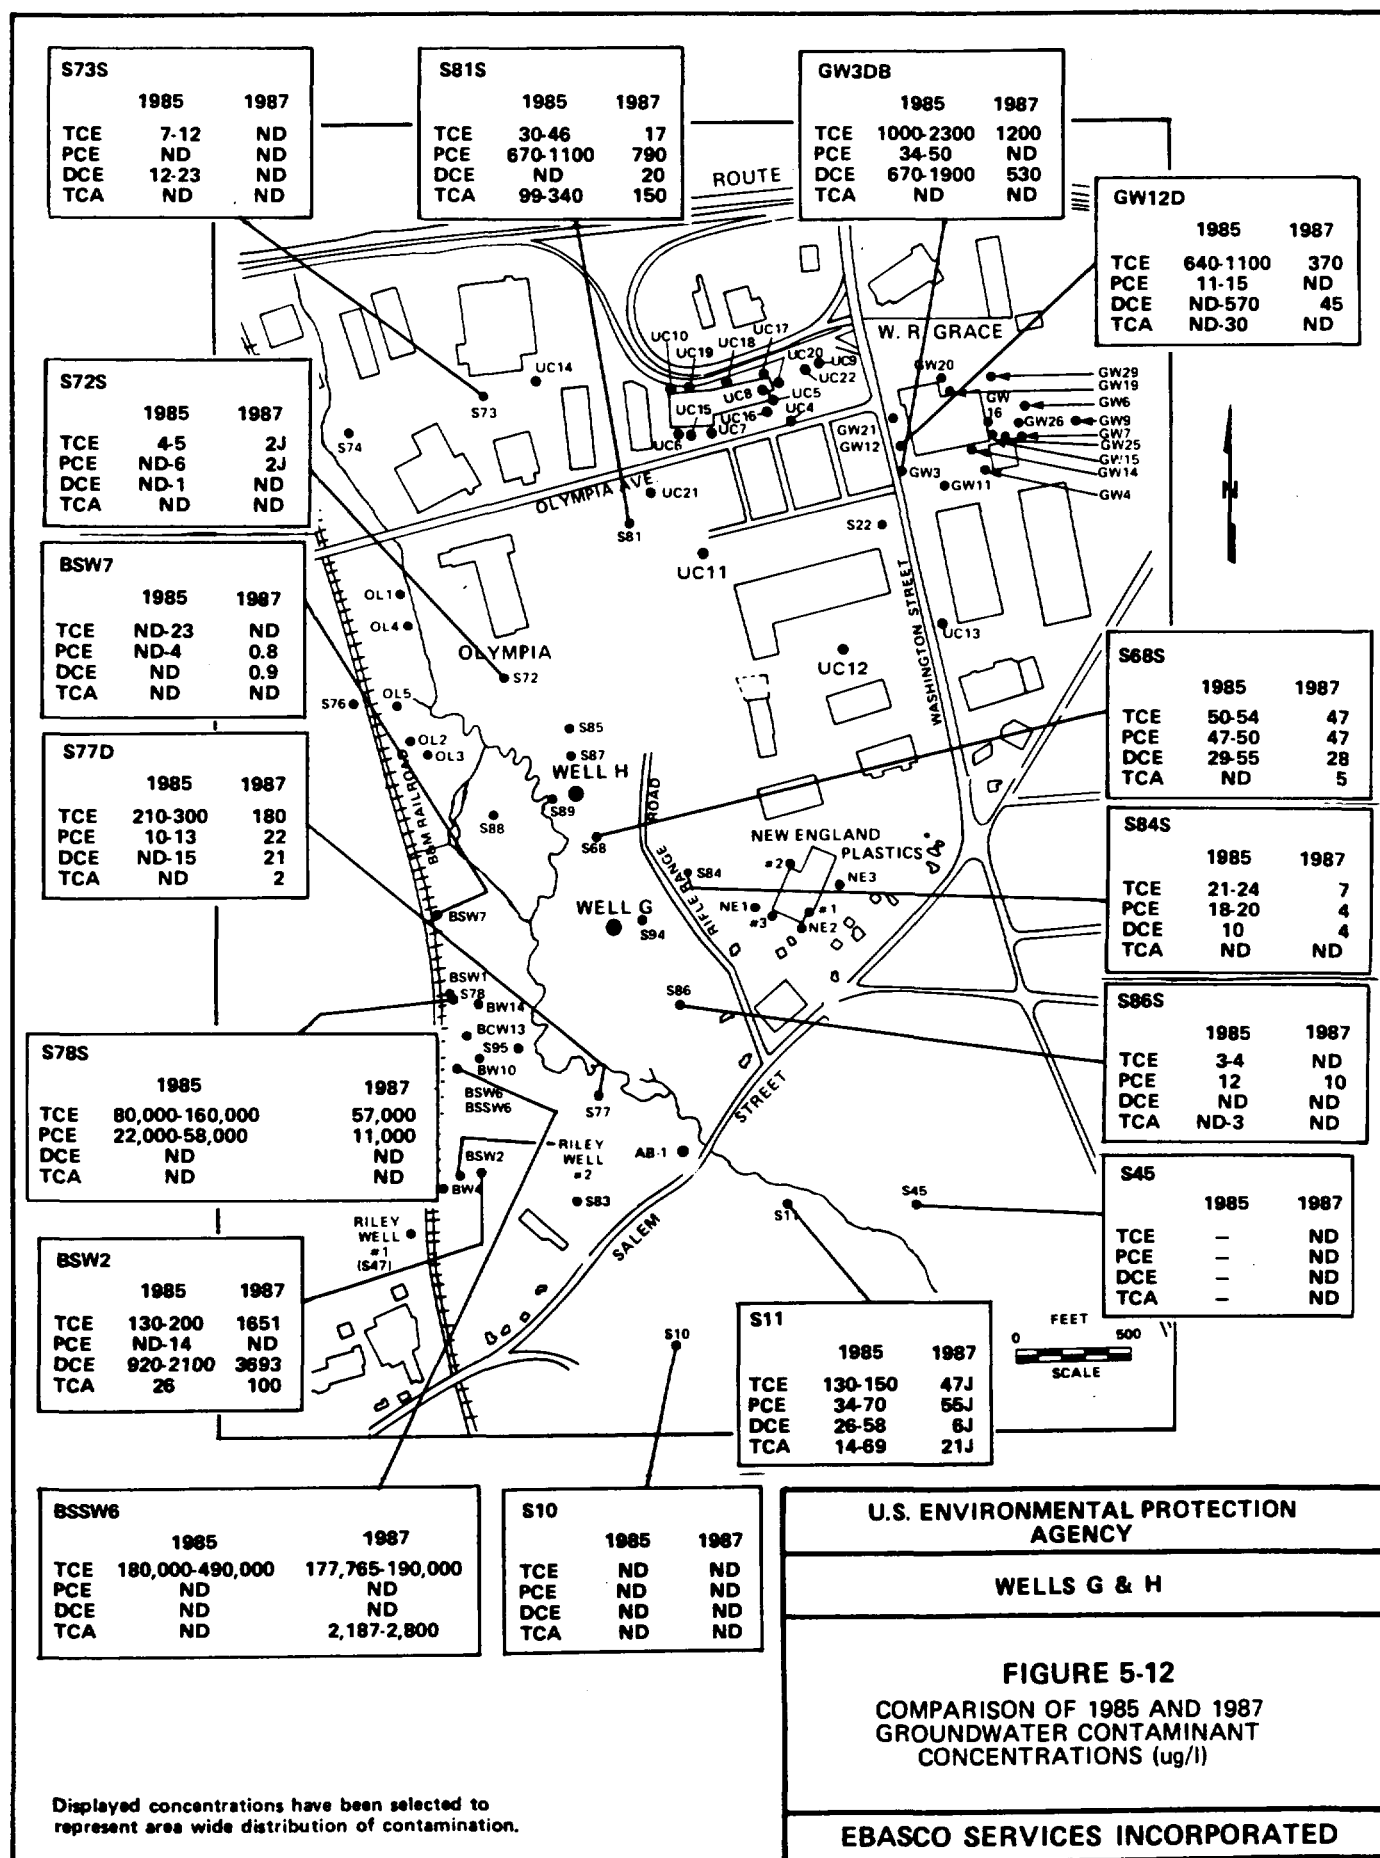 S73S
1985 1987
TCE 7-12 ND
PCE ND ND
DCE 12-23 ND
TCA ND ND
S81S
1985 1987
TCE 30-46 17
PCE 670-1100 790
DCE ND 20
TCA 99-340 150
GW3DB
1985 1987
TCE 1000-2300 1200
PCE 34-50 ND
DCE 670-1900 530
TCA ND ND
GW12D
1985 1987
TCE 640-1100 370
PCE 11-15 ND
DCE ND-570 45
TCA ND-30 ND
S72S
1985 1987
TCE 4-5 2J
PCE ND-6 2J
DCE ND-1 ND
TCA ND ND
BSW7
1985 1987
TCE ND-23 ND
PCE ND-4 0.8
DCE ND 0.9
TCA ND ND
S77D
1985 1987
TCE 210-300 180
PCE 10-13 22
DCE ND-15 21
TCA ND 2
S68S
1985 1987
TCE 50-54 47
PCE 47-50 47
DCE 29-55 28
TCA ND 5
S84S
1985 1987
TCE 21-24 7
PCE 18-20 4
DCE 10 4
TCA ND ND
S86S
1985 1987
TCE 3-4 ND
PCE 12 10
DCE ND ND
TCA ND-3 ND
S78S
1985 1987
TCE 80,000-160,000 57,000
PCE 22,000-58,000 11,000
DCE ND ND
TCA ND ND
S45
1985 1987
TCE – ND
PCE – ND
DCE – ND
TCA – ND
BSW2
1985 1987
TCE 130-200 1651
PCE ND-14 ND
DCE 920-2100 3693
TCA 26 100
S11
1985 1987
TCE 130-150 47J
PCE 34-70 55J
DCE 26-58 6J
TCA 14-69 21J
BSSW6
1985 1987
TCE 180,000-490,000 177,765-190,000
PCE ND ND
DCE ND ND
TCA ND 2,187-2,800
S10
1985 1987
TCE ND ND
PCE ND ND
DCE ND ND
TCA ND ND
ROUTE
W. R. GRACE
UC10
UC19
UC18
UC17
UC20
UC9
UC22
UC8
UC5
UC15
UC16
UC4
UC6
UC7
UC14
S73
S74
UC21
OLYMPIA AVE
S81
UC11
GW20
GW29
GW19
GW6
GW
16
GW26
GW9
GW7
GW25
GW15
GW14
GW4
GW21
GW12
GW3
GW11
S22
N
WASHINGTON STREET
UC13
UC12
OL1
OL4
OLYMPIA
S72
S76
OL5
OL2
OL3
B&M RAILROAD
S85
S87
WELL H
S89
S88
S68
RIFLE RANGE ROAD
NEW ENGLAND
PLASTICS
#2
NE3
S84
NE1
#1
#3
NE2
WELL G
S94
BSW7
BSW1
S78
BW14
BCW13
S95
BW10
BSW6
BSSW6
S86
S77
SALEM STREET
AB-1
RILEY
WELL
#2
BSW2
BW4
S83
RILEY
WELL
#1
(S47)
S11
S45
S10
FEET
0 500
SCALE
U.S. ENVIRONMENTAL PROTECTION
AGENCY
WELLS G & H
FIGURE 5-12
COMPARISON OF 1985 AND 1987
GROUNDWATER CONTAMINANT
CONCENTRATIONS (ug/l)
EBASCO SERVICES INCORPORATED
Displayed concentrations have been selected to
represent area wide distribution of contamination.